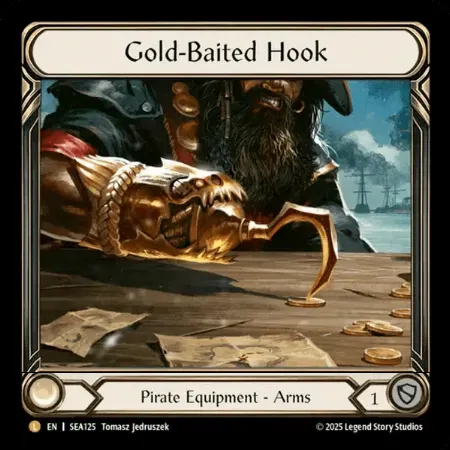 Gold-Baited Hook
Pirate Equipment - Arms
1
L EN | SEA125 Tomasz Jedruszek
© 2025 Legend Story Studios